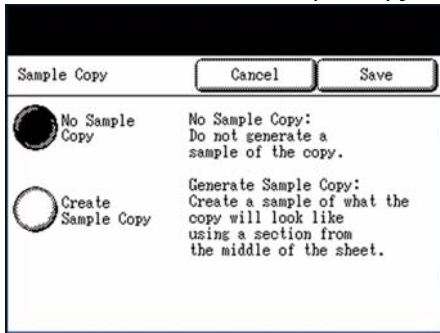 Sample Copy
Cancel
Save
No Sample
Copy
No Sample Copy:
Do not generate a
sample of the copy.
Create
Sample Copy
Generate Sample Copy:
Create a sample of what the
copy will look like
using a section from
the middle of the sheet.